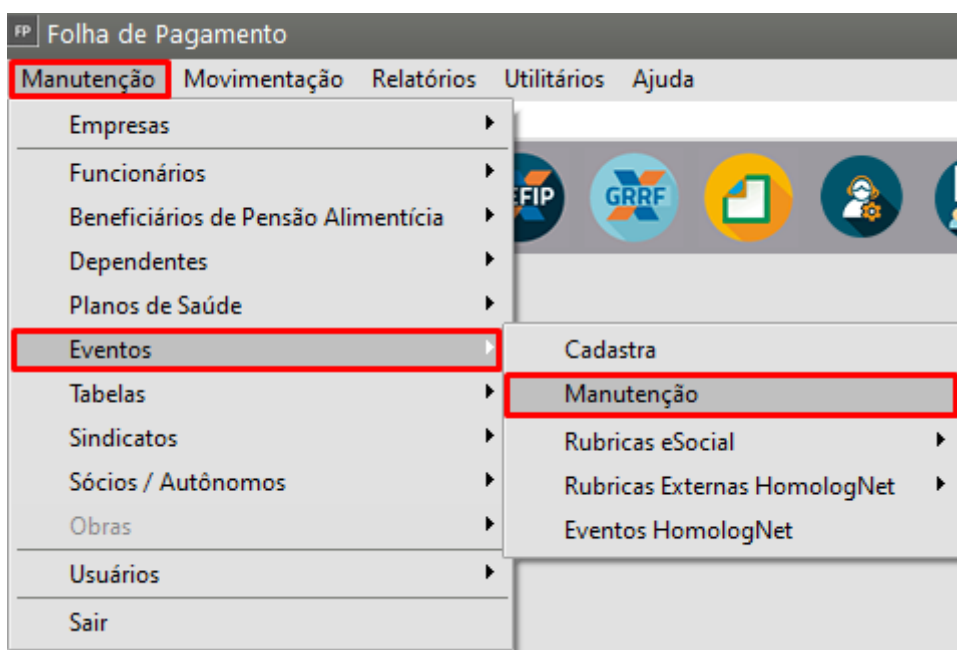 FP Folha de Pagamento
Manutenção Movimentação Relatórios Utilitários Ajuda
Empresas
Funcionários
Beneficiários de Pensão Alimentícia
Dependentes
Planos de Saúde
Eventos
Tabelas
Sindicatos
Sócios / Autônomos
Obras
Usuários
Sair
EFIP
GRRF
Cadastra
Manutenção
Rubricas eSocial
Rubricas Externas HomologNet
Eventos HomologNet